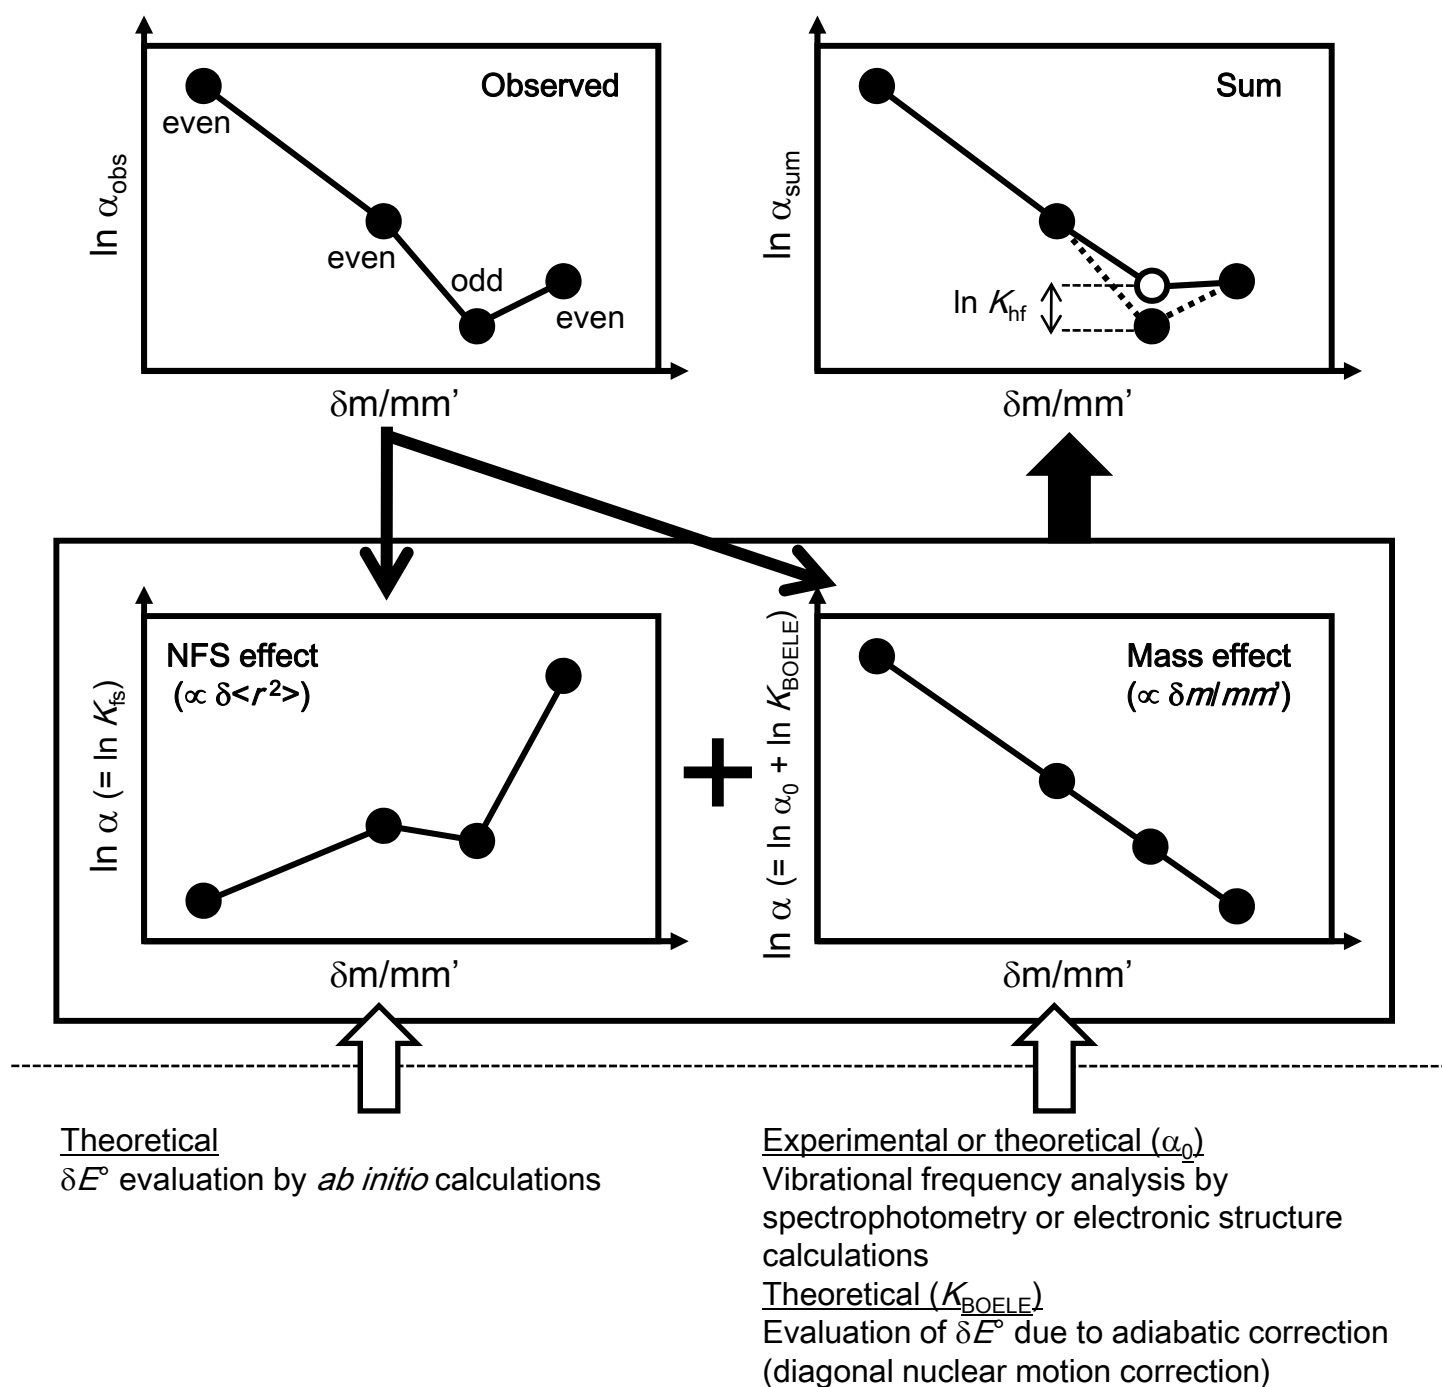 Observed
even
even
odd
even
ln α_obs
δm/mm’
Sum
ln K_hf
ln α_sum
δm/mm’
NFS effect
(∝ δ<r²>)
ln α (= ln K_fs)
δm/mm’
+
Mass effect
(∝ δm/mm’)
ln α (= ln α₀ + ln K_BOELE)
δm/mm’
Theoretical
δE° evaluation by ab initio calculations
Experimental or theoretical (α₀)
Vibrational frequency analysis by
spectrophotometry or electronic structure
calculations
Theoretical (K_BOELE)
Evaluation of δE° due to adiabatic correction
(diagonal nuclear motion correction)